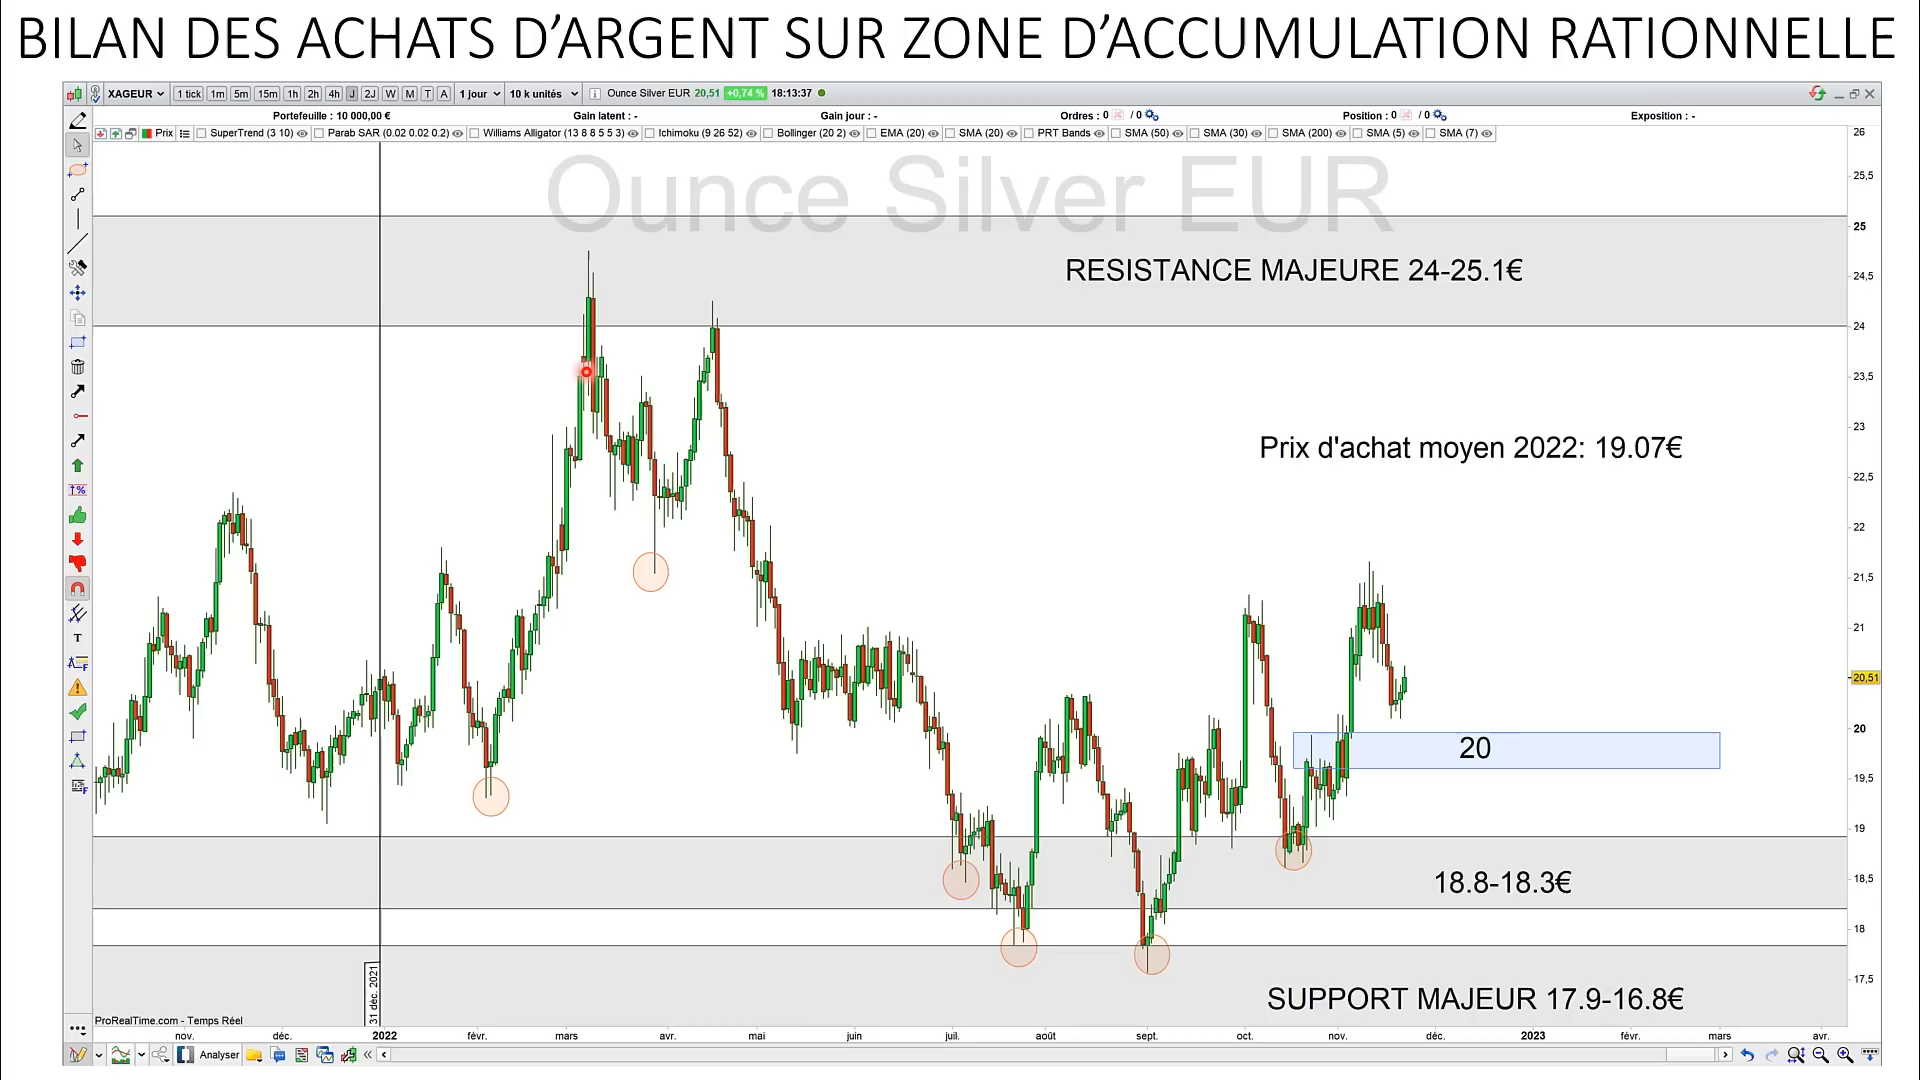 BILAN DES ACHATS D’ARGENT SUR ZONE D’ACCUMULATION RATIONNELLE
XAGEUR 1 tick 1m 5m 15m 1h 2h 4h J 2J W M T A 1 jour 10 k unités Ounce Silver EUR 20,51 +0,74 % 18:13:37
Portefeuille : 10 000,00 € Gain latent : - Gain jour : - Ordres : 0 / 0 Position : 0 / 0 Exposition : -
Prix SuperTrend (3 10) Parab SAR (0.02 0.02 0.2) Williams Alligator (13 8 8 5 5 3) Ichimoku (9 26 52) Bollinger (20 2) EMA (20) SMA (20) PRT Bands SMA (50) SMA (30) SMA (200) SMA (5) SMA (7)
26
Ounce Silver EUR
25,5
25
RESISTANCE MAJEURE 24-25.1€
24,5
24
23,5
23
Prix d'achat moyen 2022: 19.07€
22,5
22
21,5
21
20,51
20
20
19,5
19
18.8-18.3€
18,5
18
17,5
SUPPORT MAJEUR 17.9-16.8€
31 déc. 2021
ProRealTime.com - Temps Réel
nov. déc. 2022 févr. mars avr. mai juin juil. août sept. oct. nov. déc. 2023 févr. mars avr.
Analyser